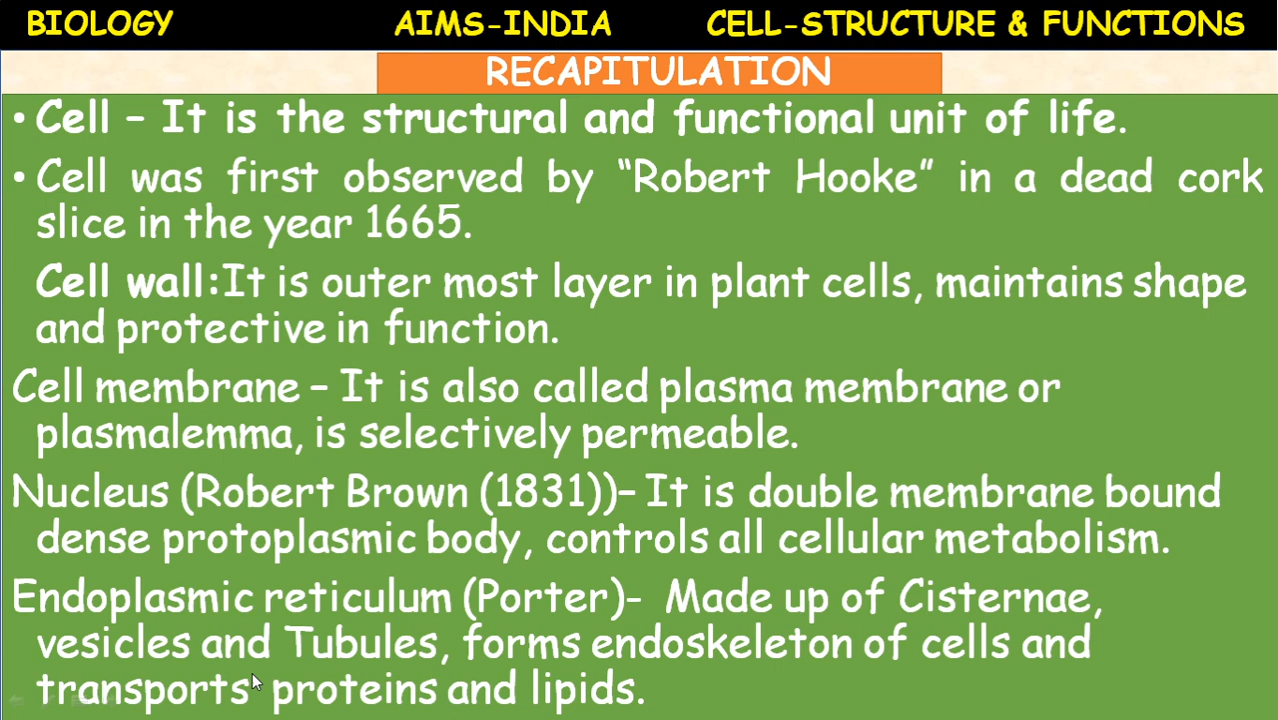 BIOLOGY AIMS-INDIA CELL-STRUCTURE & FUNCTIONS
RECAPITULATION
• Cell – It is the structural and functional unit of life.
• Cell was first observed by “Robert Hooke” in a dead cork
slice in the year 1665.
Cell wall:It is outer most layer in plant cells, maintains shape
and protective in function.
Cell membrane – It is also called plasma membrane or
plasmalemma, is selectively permeable.
Nucleus (Robert Brown (1831))– It is double membrane bound
dense protoplasmic body, controls all cellular metabolism.
Endoplasmic reticulum (Porter)- Made up of Cisternae,
vesicles and Tubules, forms endoskeleton of cells and
transports proteins and lipids.